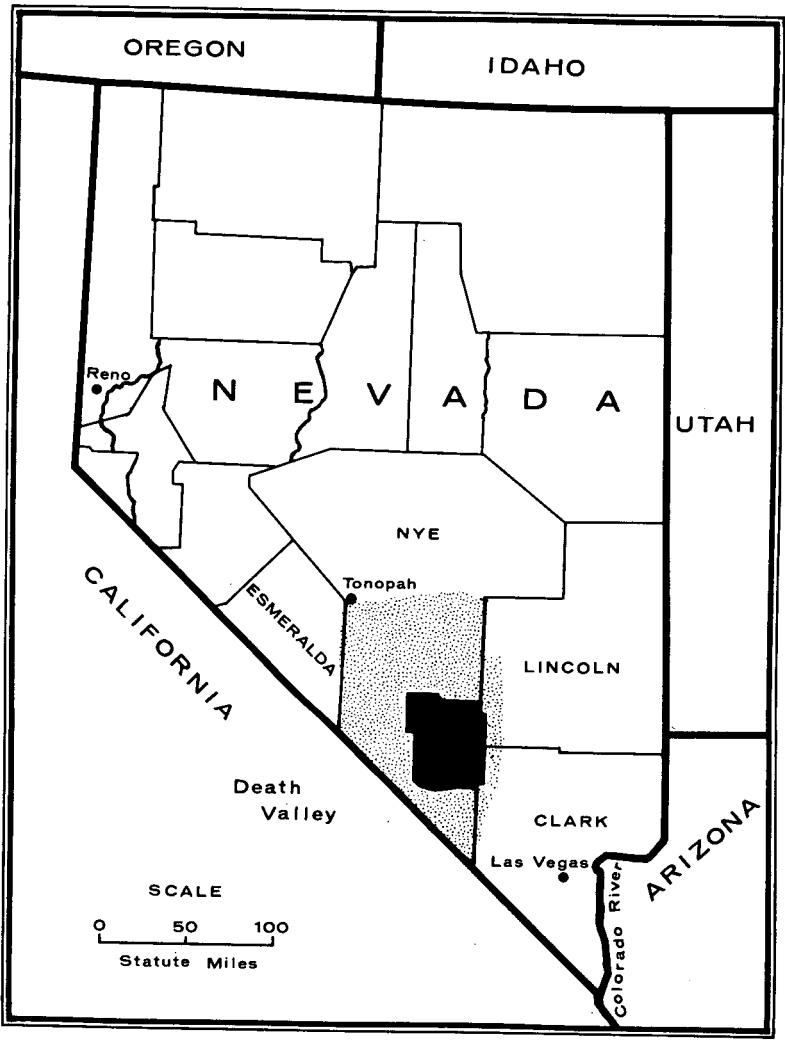 OREGON
IDAHO
Reno
N E V A D A
UTAH
NYE
Tonopah
ESMERALDA
CALIFORNIA
LINCOLN
Death
Valley
CLARK
Las Vegas
ARIZONA
Colorado River
SCALE
0 50 100
Statute Miles